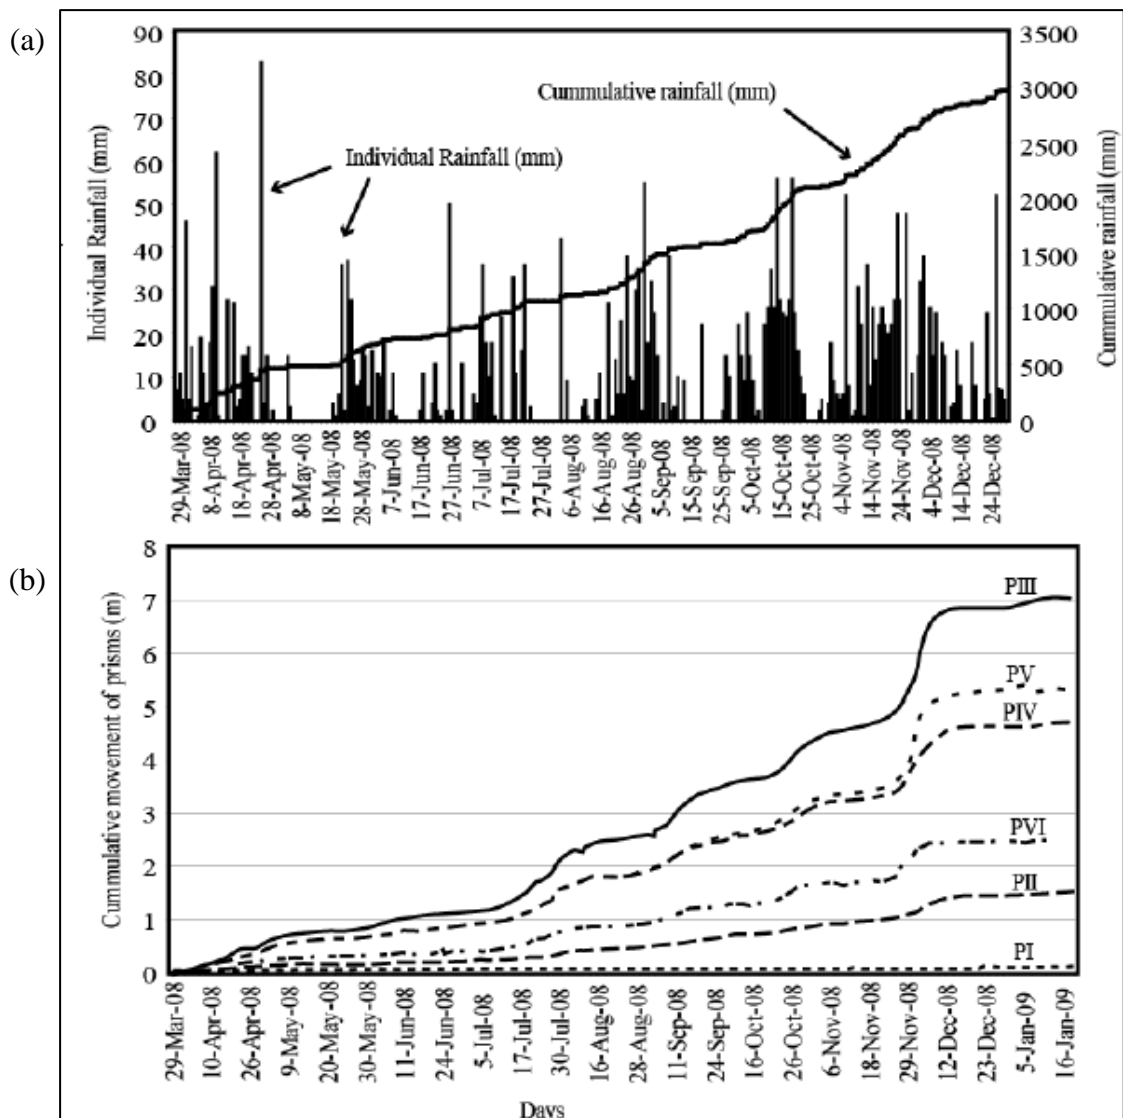 (a)
Individual Rainfall (mm)
90
80
70
60
50
40
30
20
10
0
Cummulative rainfall (mm)
Individual Rainfall (mm)
3500
3000
2500
2000
1500
1000
500
0
Cummulative rainfall (mm)
29-Mar-08
8-Apr-08
18-Apr-08
28-Apr-08
8-May-08
18-May-08
28-May-08
7-Jun-08
17-Jun-08
27-Jun-08
7-Jul-08
17-Jul-08
27-Jul-08
6-Aug-08
16-Aug-08
26-Aug-08
5-Sep-08
15-Sep-08
25-Sep-08
5-Oct-08
15-Oct-08
25-Oct-08
4-Nov-08
14-Nov-08
24-Nov-08
4-Dec-08
14-Dec-08
24-Dec-08
(b)
Cummulative movement of prisms (m)
8
7
6
5
4
3
2
1
0
PIII
PV
PIV
PVI
PII
PI
29-Mar-08
10-Apr-08
26-Apr-08
9-May-08
20-May-08
30-May-08
11-Jun-08
24-Jun-08
5-Jul-08
17-Jul-08
30-Jul-08
16-Aug-08
28-Aug-08
11-Sep-08
24-Sep-08
16-Oct-08
26-Oct-08
6-Nov-08
18-Nov-08
29-Nov-08
12-Dec-08
23-Dec-08
5-Jan-09
16-Jan-09
Days